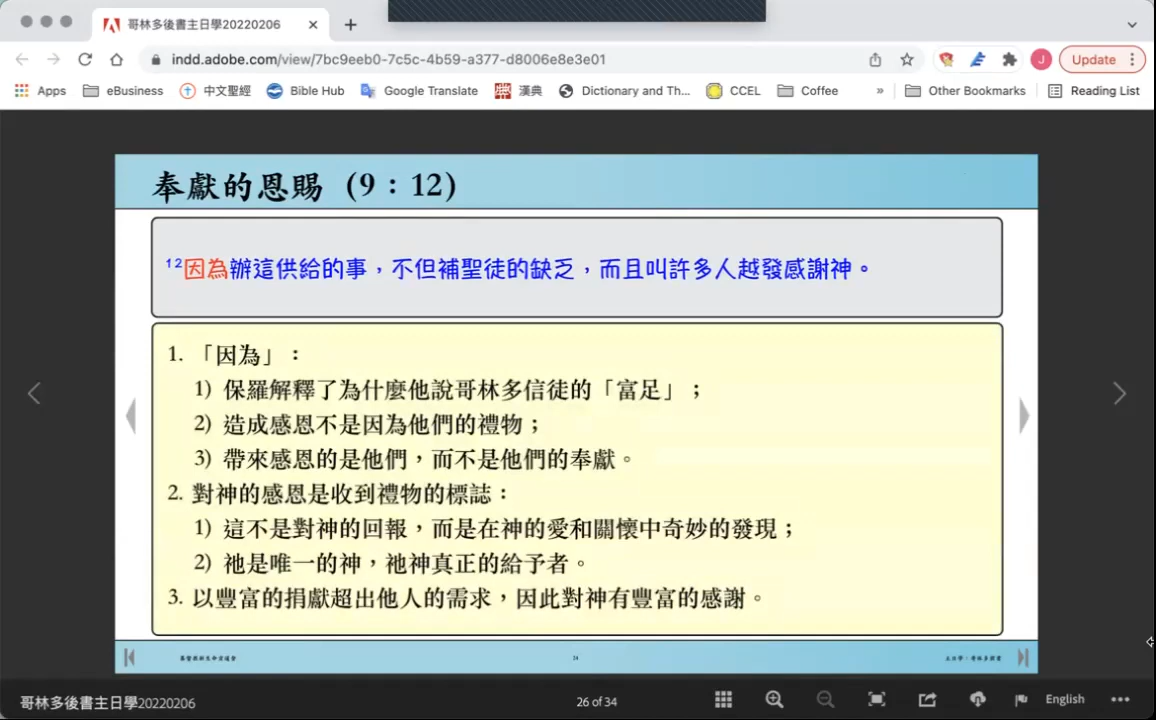 哥林多後書主日學20220206
indd.adobe.com/view/7bc9eeb0-7c5c-4b59-a377-d8006e8e3e01
J
Update
Apps
eBusiness
中文聖經
Bible Hub
Google Translate
漢典
Dictionary and Th...
CCEL
Coffee
»
Other Bookmarks
Reading List
奉獻的恩賜（9：12）
12因為辦這供給的事，不但補聖徒的缺乏，而且叫許多人越發感謝神。
1. 「因為」：
1) 保羅解釋了為什麼他說哥林多信徒的「富足」；
2) 造成感恩不是因為他們的禮物；
3) 帶來感恩的是他們，而不是他們的奉獻。
2. 對神的感恩是收到禮物的標誌：
1) 這不是對神的回報，而是在神的愛和關懷中奇妙的發現；
2) 祂是唯一的神，祂神真正的給予者。
3. 以豐富的捐獻超出他人的需求，因此對神有豐富的感謝。
哥林多後書主日學20220206
26 of 34
English